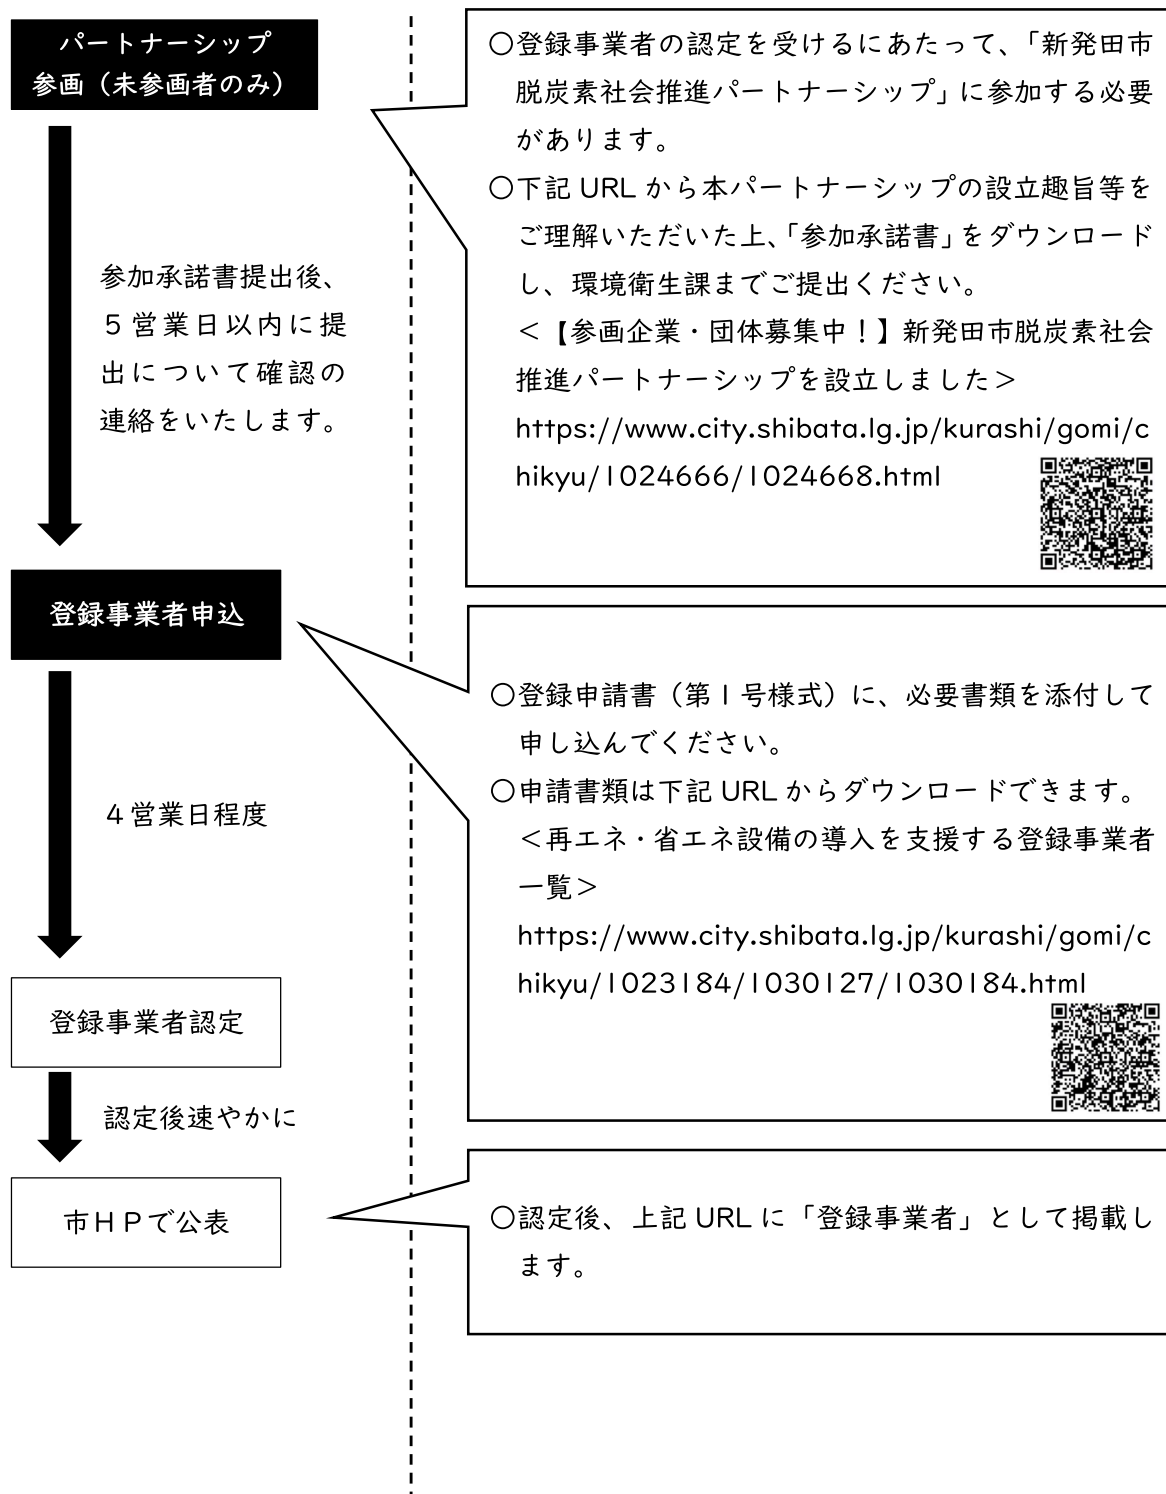 パートナーシップ
参画（未参画者のみ）
○登録事業者の認定を受けるにあたって、「新発田市
脱炭素社会推進パートナーシップ」に参加する必要
があります。
○下記 URL から本パートナーシップの設立趣旨等を
ご理解いただいた上、「参加承諾書」をダウンロード
し、環境衛生課までご提出ください。
＜【参画企業・団体募集中！】新発田市脱炭素社会
推進パートナーシップを設立しました＞
https://www.city.shibata.lg.jp/kurashi/gomi/c
hikyu/1024666/1024668.html
参加承諾書提出後、
５営業日以内に提
出について確認の
連絡をいたします。
登録事業者申込
○登録申請書（第１号様式）に、必要書類を添付して
申し込んでください。
○申請書類は下記 URL からダウンロードできます。
＜再エネ・省エネ設備の導入を支援する登録事業者
一覧＞
https://www.city.shibata.lg.jp/kurashi/gomi/c
hikyu/1023184/1030127/1030184.html
４営業日程度
登録事業者認定
認定後速やかに
市ＨＰで公表
○認定後、上記 URL に「登録事業者」として掲載し
ます。